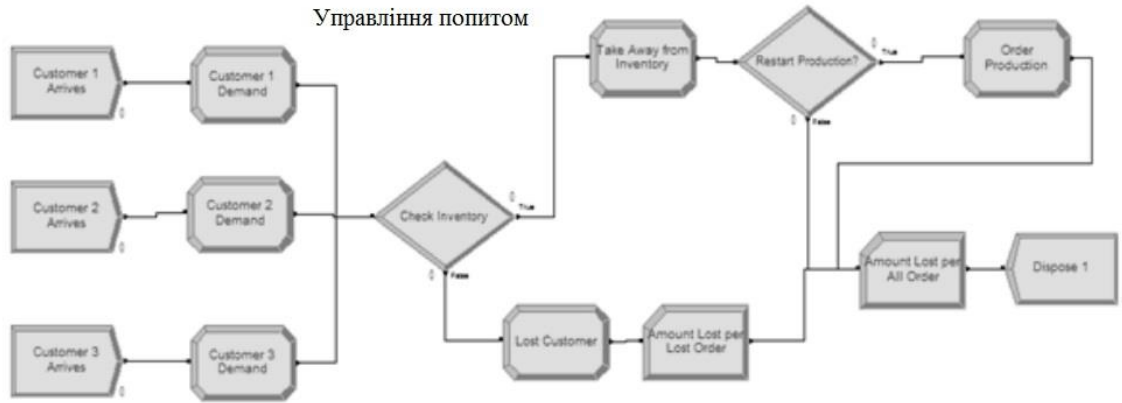 Управління попитом
Customer 1
Arrives
0
Customer 1
Demand
Customer 2
Arrives
0
Customer 2
Demand
Customer 3
Arrives
0
Customer 3
Demand
Check Inventory
0
True
0
False
Take Away from
Inventory
Restart Production?
0
True
0
False
Order
Production
Lost Customer
Amount Lost per
Lost Order
Amount Lost per
All Order
Dispose 1